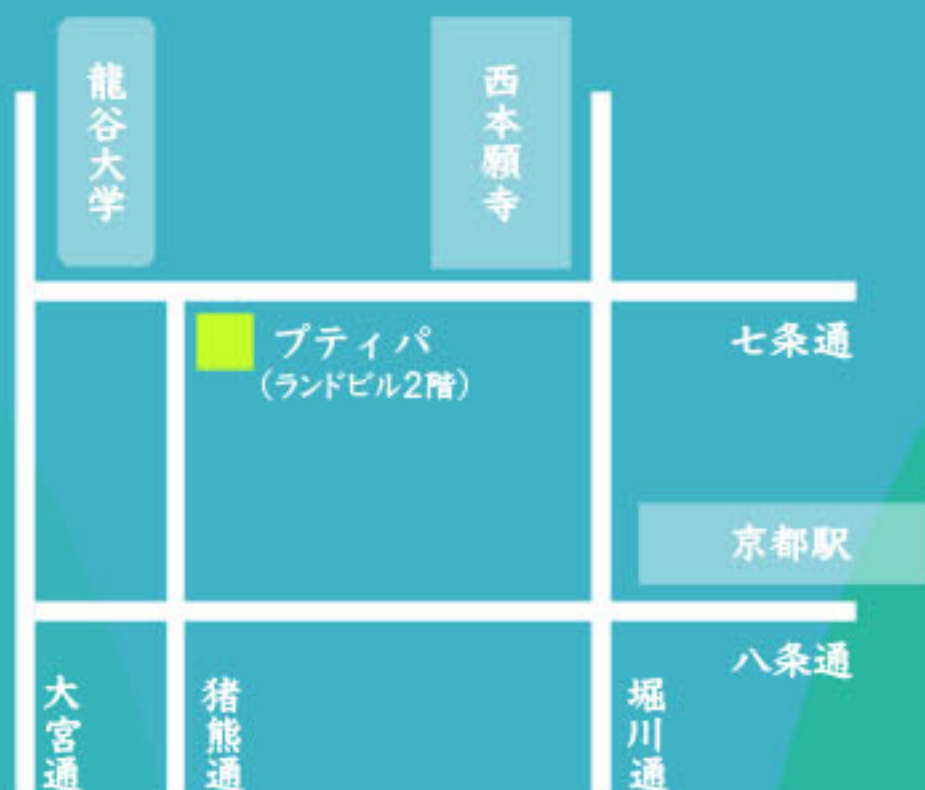 龍谷大学
西本願寺
プティパ
(ランドビル2階)
七条通
京都駅
八条通
大宮通
猪熊通
堀川通